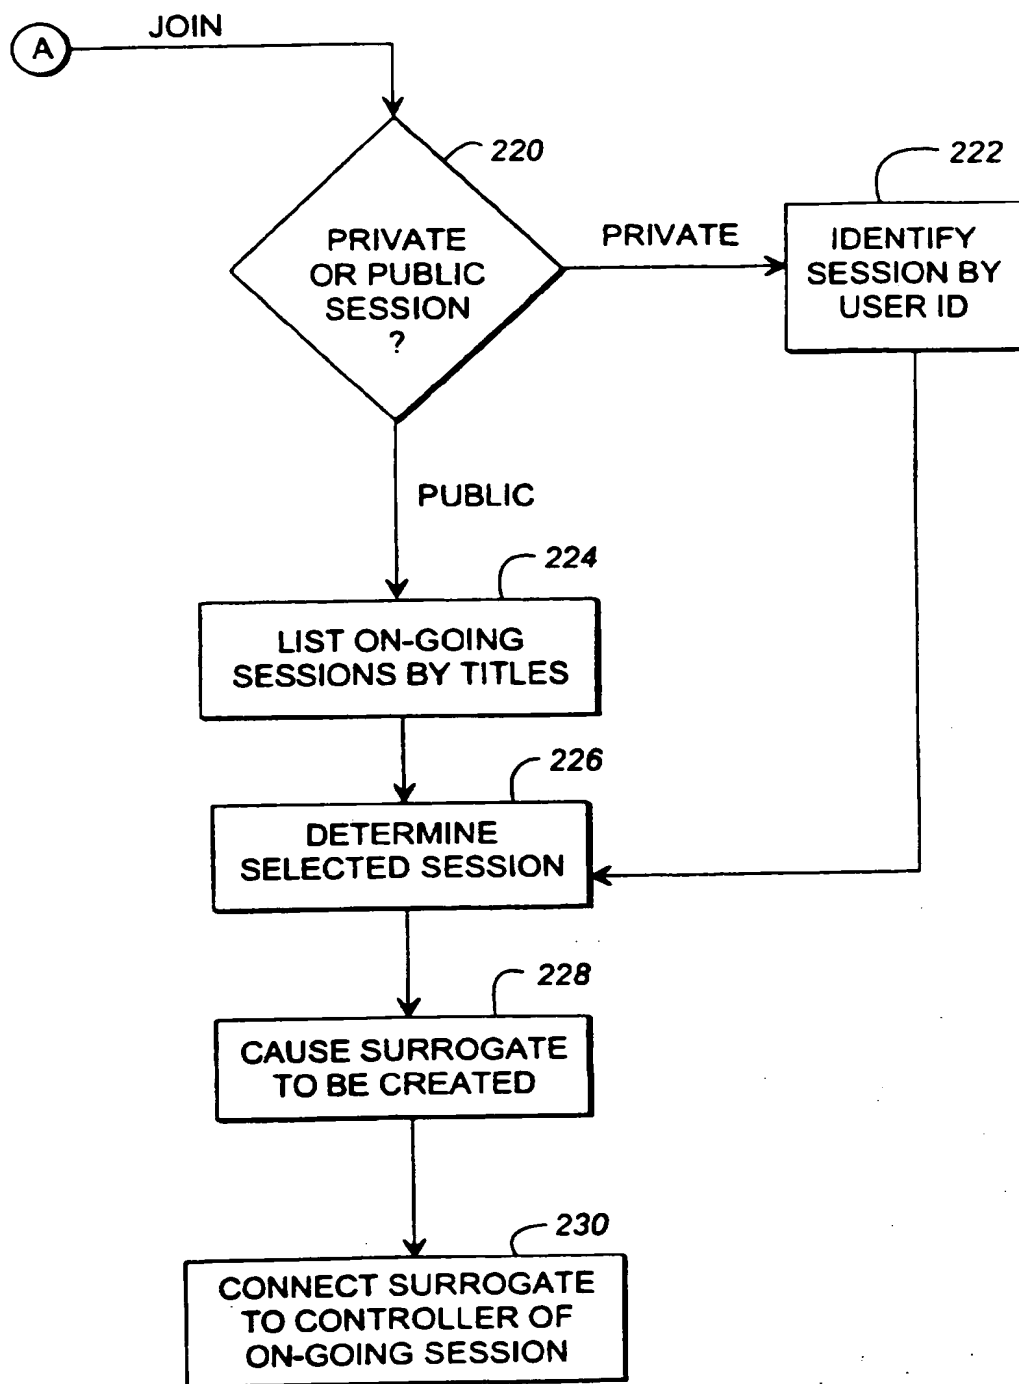 A
JOIN
220
PRIVATE
OR PUBLIC
SESSION
?
PRIVATE
222
IDENTIFY
SESSION BY
USER ID
PUBLIC
224
LIST ON-GOING
SESSIONS BY TITLES
226
DETERMINE
SELECTED SESSION
228
CAUSE SURROGATE
TO BE CREATED
230
CONNECT SURROGATE
TO CONTROLLER OF
ON-GOING SESSION